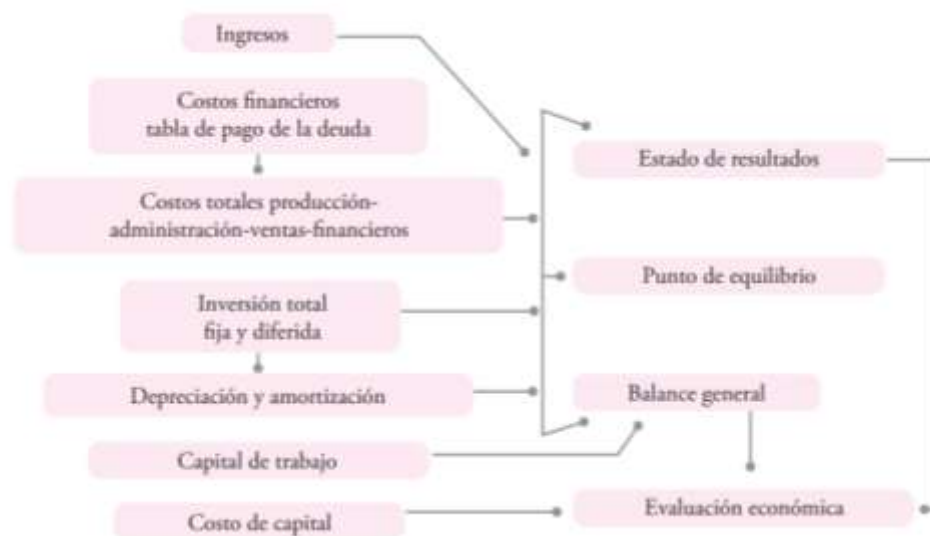 Ingresos
Costos financieros
tabla de pago de la deuda
Estado de resultados
Costos totales producción-
administración-ventas-financieros
Punto de equilibrio
Inversión total
fija y diferida
Depreciación y amortización
Balance general
Capital de trabajo
Costo de capital
Evaluación económica